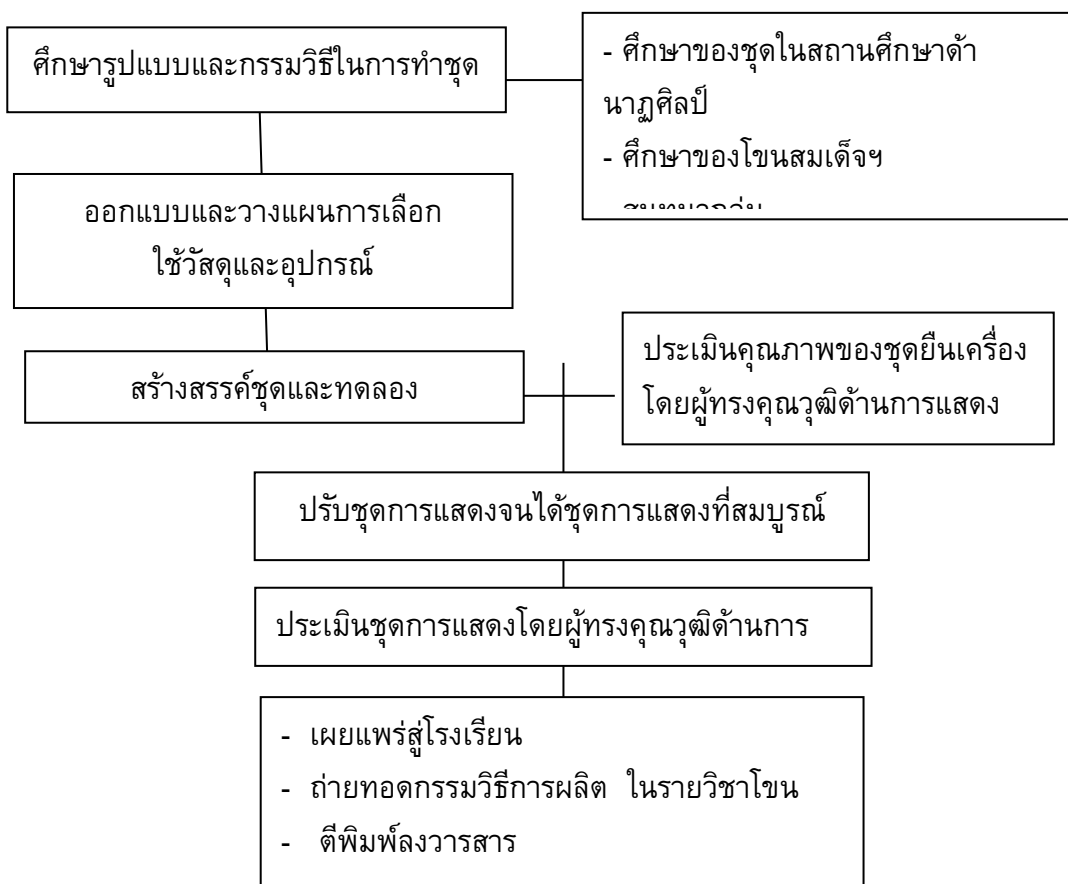 ศึกษารูปแบบและกรรมวิธีในการทำชุด
- ศึกษาของชุดในสถานศึกษาด้า
นาฏศิลป์
- ศึกษาของโขนสมเด็จฯ
ออกแบบและวางแผนการเลือก
ใช้วัสดุและอุปกรณ์
สร้างสรรค์ชุดและทดลอง
ประเมินคุณภาพของชุดยืนเครื่อง
โดยผู้ทรงคุณวุฒิด้านการแสดง
ปรับชุดการแสดงจนได้ชุดการแสดงที่สมบูรณ์
ประเมินชุดการแสดงโดยผู้ทรงคุณวุฒิด้านการ
- เผยแพร่สู่โรงเรียน
- ถ่ายทอดกรรมวิธีการผลิต ในรายวิชาโขน
- ตีพิมพ์ลงวารสาร